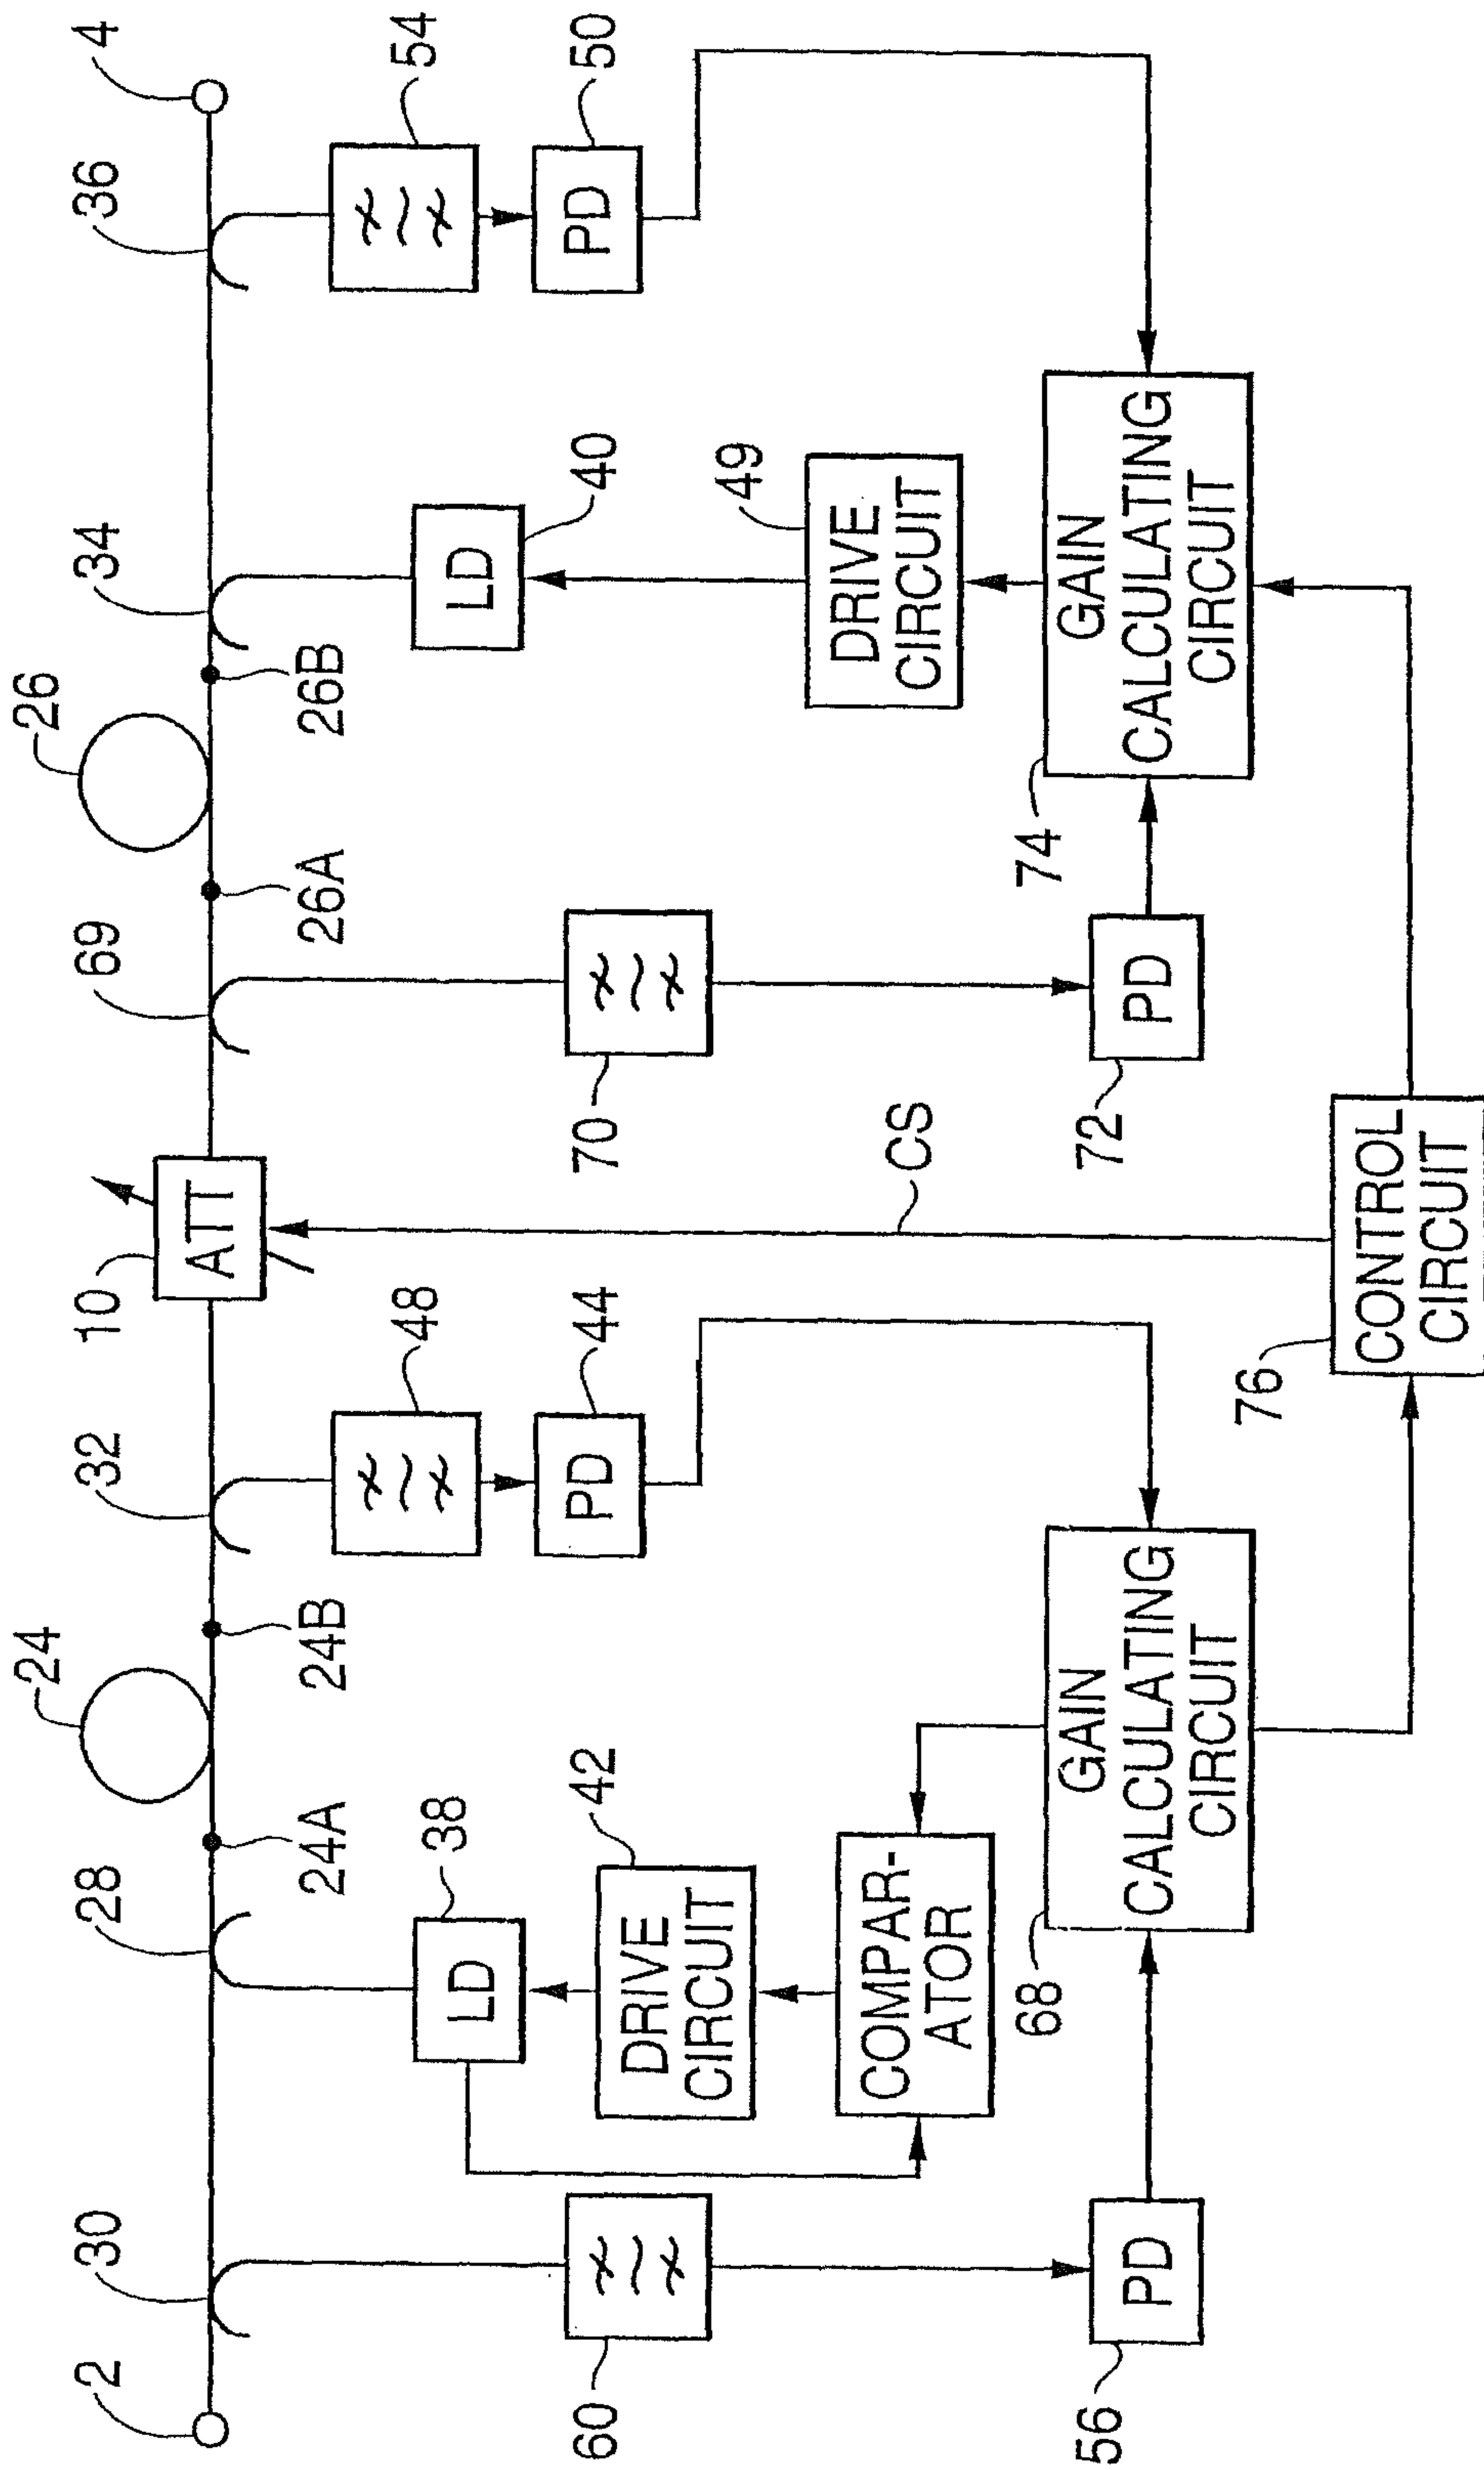 2
30
28
24A
24
24B
32
10
ATT
69
26A
26
26B
34
36
4
60
38
LD
42
DRIVE
CIRCUIT
COMPAR-
ATOR
48
44
PD
70
CS
40
LD
49
DRIVE
CIRCUIT
54
50
PD
56
PD
68
GAIN
CALCULATING
CIRCUIT
72
PD
74
GAIN
CALCULATING
CIRCUIT
76
CONTROL
CIRCUIT